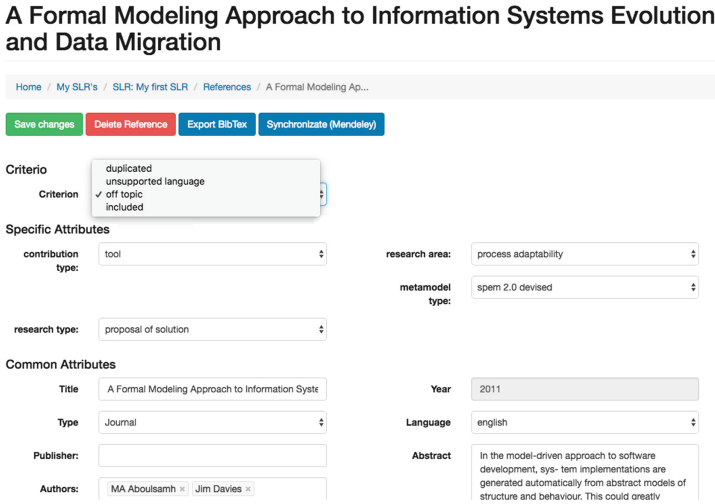 A Formal Modeling Approach to Information Systems Evolution
and Data Migration
Home / My SLR's / SLR: My first SLR / References / A Formal Modeling Ap...
Save changes Delete Reference Export BibTex Synchronizate (Mendeley)
Criterio
duplicated
unsupported language
Criterion ✓ off topic
included
Specific Attributes
contribution type: tool
research area: process adaptability
metamodel type: spem 2.0 devised
research type: proposal of solution
Common Attributes
Title A Formal Modeling Approach to Information Syste
Year 2011
Type Journal
Language english
Publisher:
Abstract In the model-driven approach to software
development, sys- tem implementations are
generated automatically from abstract models of
structure and behaviour. This could greatly
Authors: MA Aboulsamh × Jim Davies ×